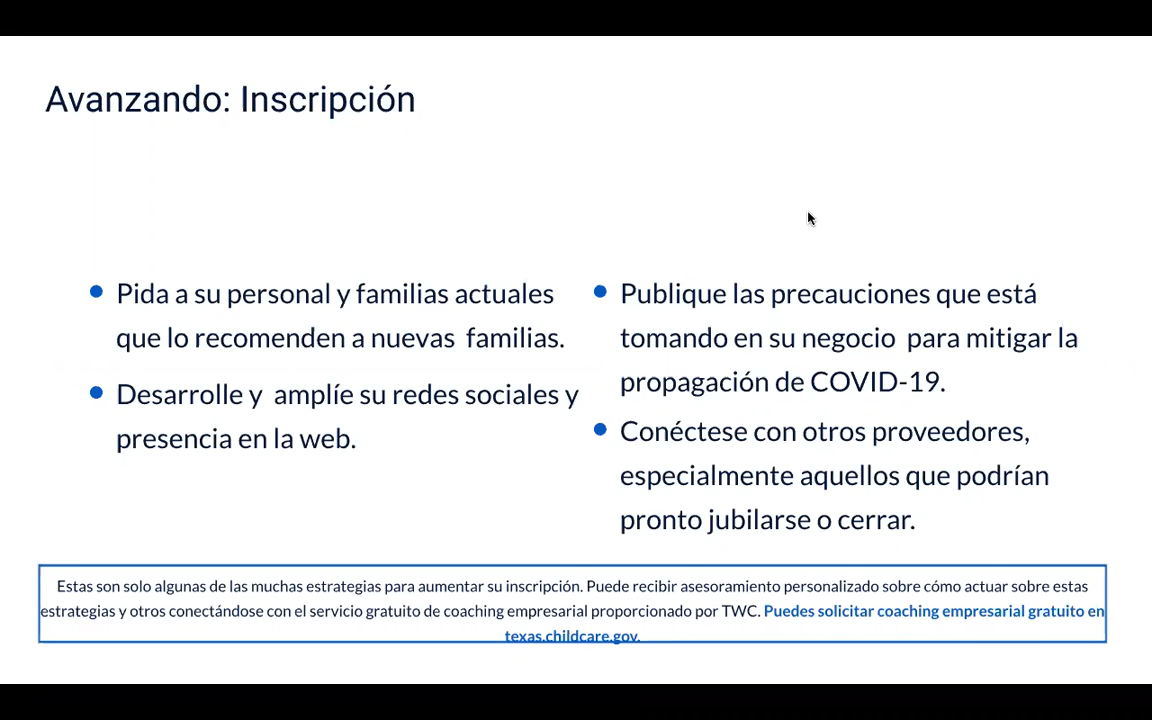 Avanzando: Inscripción
Pida a su personal y familias actuales
que lo recomenden a nuevas familias.
Desarrolle y amplíe su redes sociales y
presencia en la web.
Publique las precauciones que está
tomando en su negocio para mitigar la
propagación de COVID-19.
Conéctese con otros proveedores,
especialmente aquellos que podrían
pronto jubilarse o cerrar.
Estas son solo algunas de las muchas estrategias para aumentar su inscripción. Puede recibir asesoramiento personalizado sobre cómo actuar sobre estas
estrategias y otros conectándose con el servicio gratuito de coaching empresarial proporcionado por TWC. Puedes solicitar coaching empresarial gratuito en
texas.childcare.gov.